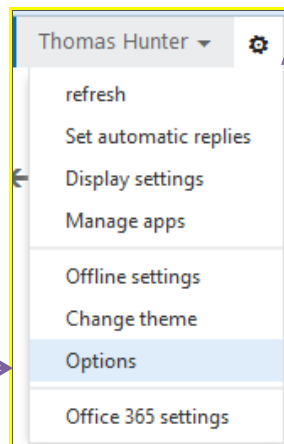 Thomas Hunter
refresh
Set automatic replies
Display settings
Manage apps
Offline settings
Change theme
Options
Office 365 settings